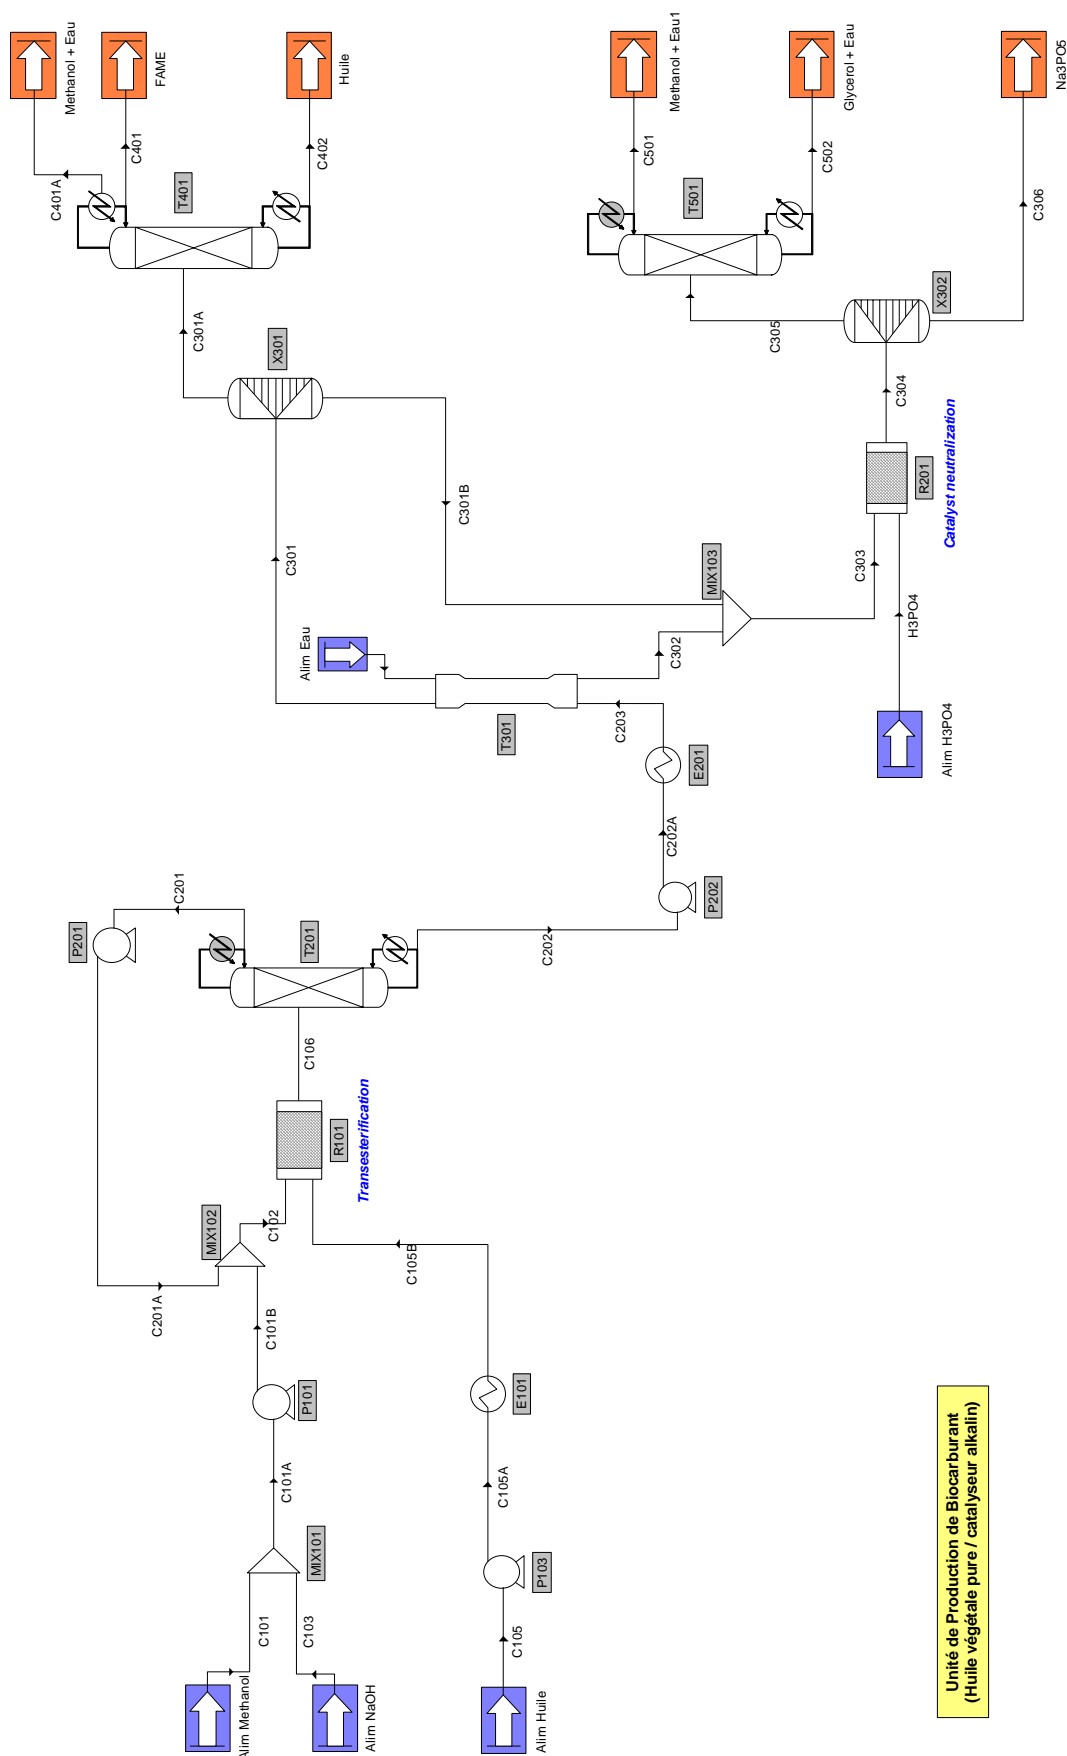 Methanol + Eau
FAME
Huile
Methanol + Eau1
Glycerol + Eau
Na3PO5
C401A
C401
C402
C501
C502
C306
T401
T501
X302
C301A
C305
X301
C304
C301B
R201
Catalyst neutralization
C301
MIX103
C303
H3PO4
Alim Eau
C302
T301
C203
Alim H3PO4
E201
C202A
C201
P201
T201
P202
C202
C106
R101
Transesterification
MIX102
C102
C105B
C201A
C101B
P101
E101
C101A
C105A
MIX101
P103
C101
C103
C105
Alim Methanol
Alim NaOH
Alim Huile
Unité de Production de Biocarburant
(Huile végétale pure / catalyseur alkalin)